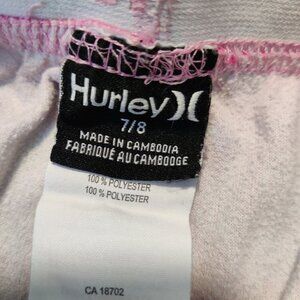 Hurley
7/8
MADE IN CAMBODIA
FABRIQUÉ AU CAMBODGE
100 % POLYESTER
100 % POLYESTER
CA 18702